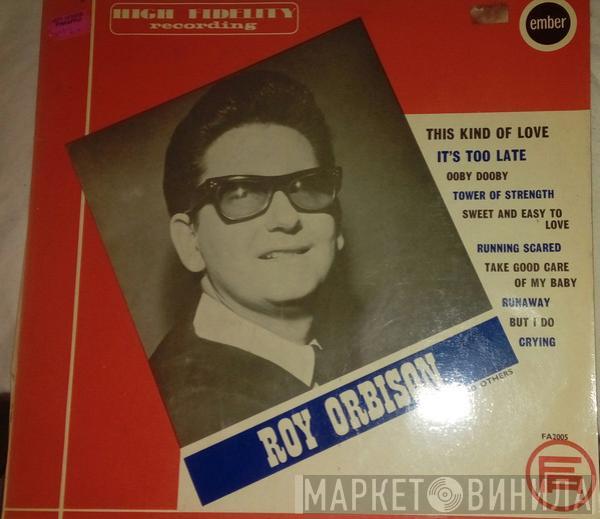 HIGH FIDELITY
recording
ember
THIS KIND OF LOVE
IT'S TOO LATE
OOBY DOOBY
TOWER OF STRENGTH
SWEET AND EASY TO
LOVE
RUNNING SCARED
TAKE GOOD CARE
OF MY BABY
RUNAWAY
BUT I DO
CRYING
ROY ORBISON
OTHERS
FA2005
МАРКЕТ ВИНИЛА